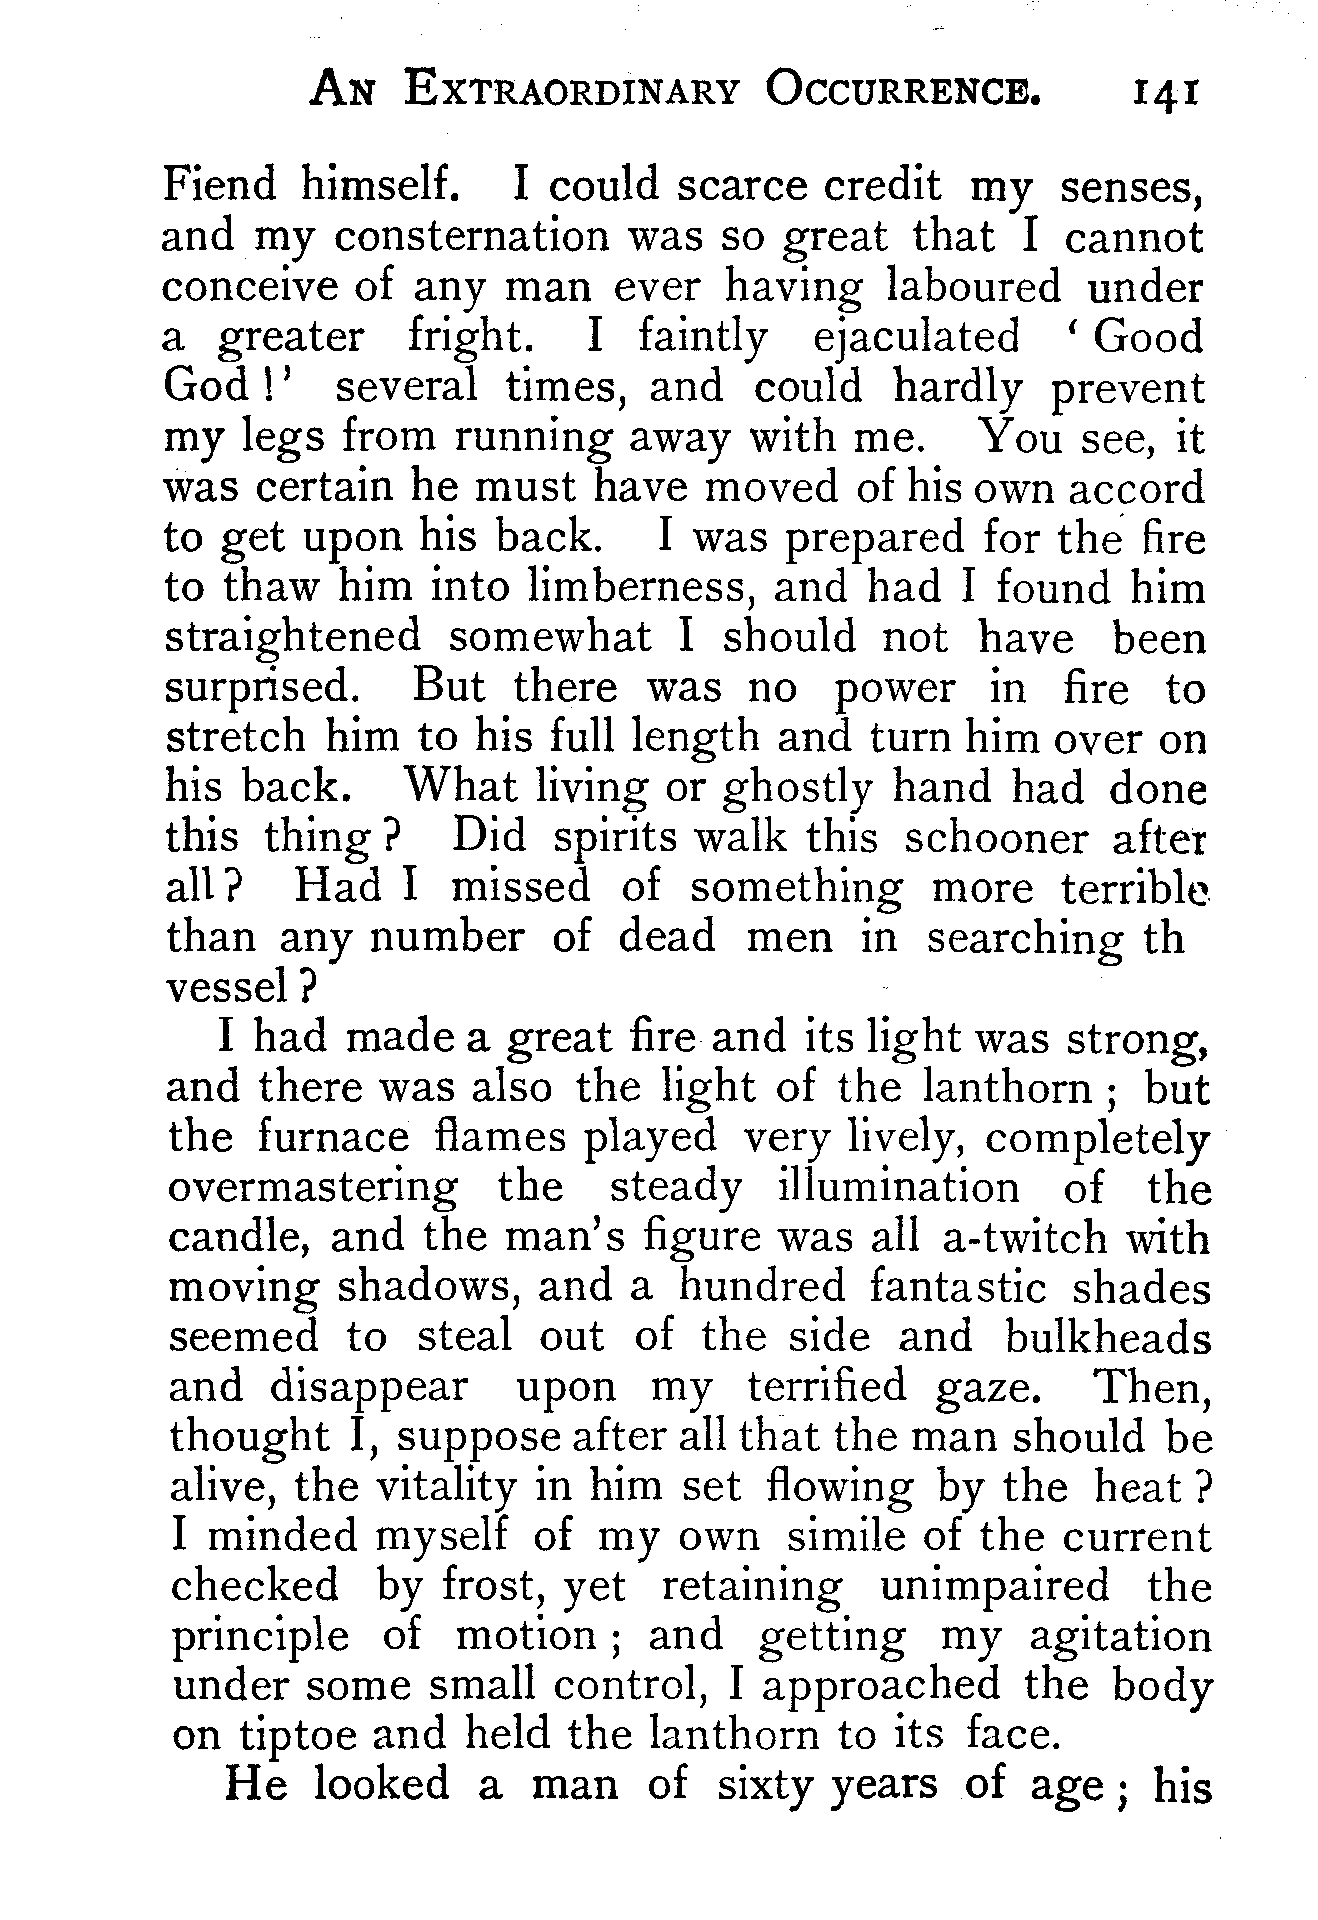 AN EXTRAORDINARY OCCURRENCE. 141
Fiend himself. I could scarce credit my senses,
and my consternation was so great that I cannot
conceive of any man ever having laboured under
a greater fright. I faintly ejaculated ‘ Good
God !’ several times, and could hardly prevent
my legs from running away with me. You see, it
was certain he must have moved of his own accord
to get upon his back. I was prepared for the fire
to thaw him into limberness, and had I found him
straightened somewhat I should not have been
surprised. But there was no power in fire to
stretch him to his full length and turn him over on
his back. What living or ghostly hand had done
this thing ? Did spirits walk this schooner after
all ? Had I missed of something more terrible
than any number of dead men in searching th
vessel ?
I had made a great fire and its light was strong,
and there was also the light of the lanthorn ; but
the furnace flames played very lively, completely
overmastering the steady illumination of the
candle, and the man’s figure was all a-twitch with
moving shadows, and a hundred fantastic shades
seemed to steal out of the side and bulkheads
and disappear upon my terrified gaze. Then,
thought I, suppose after all that the man should be
alive, the vitality in him set flowing by the heat ?
I minded myself of my own simile of the current
checked by frost, yet retaining unimpaired the
principle of motion ; and getting my agitation
under some small control, I approached the body
on tiptoe and held the lanthorn to its face.
He looked a man of sixty years of age ; his